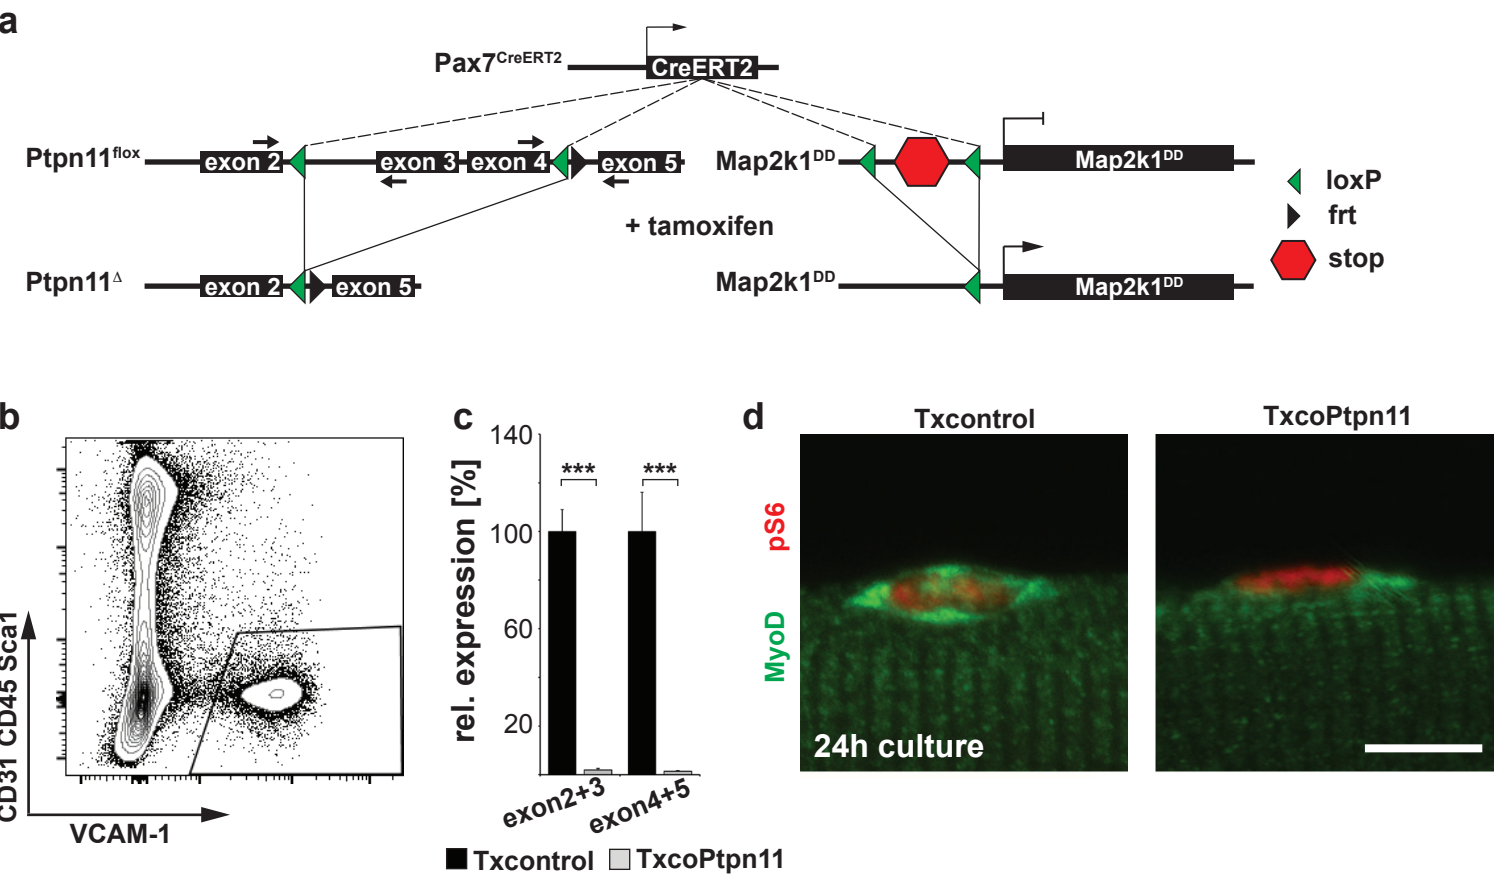 a
Pax7CreERT2
CreERT2
Ptpn11flox
exon 2
exon 3
exon 4
exon 5
Map2k1DD
Map2k1DD
loxP
frt
stop
+ tamoxifen
Ptpn11Δ
exon 2
exon 5
Map2k1DD
Map2k1DD
b
CD31 CD45 Sca1
VCAM-1
c
rel. expression [%]
140
100
60
20
***
***
exon2+3
exon4+5
Txcontrol
TxcoPtpn11
d
Txcontrol
TxcoPtpn11
MyoD pS6
24h culture